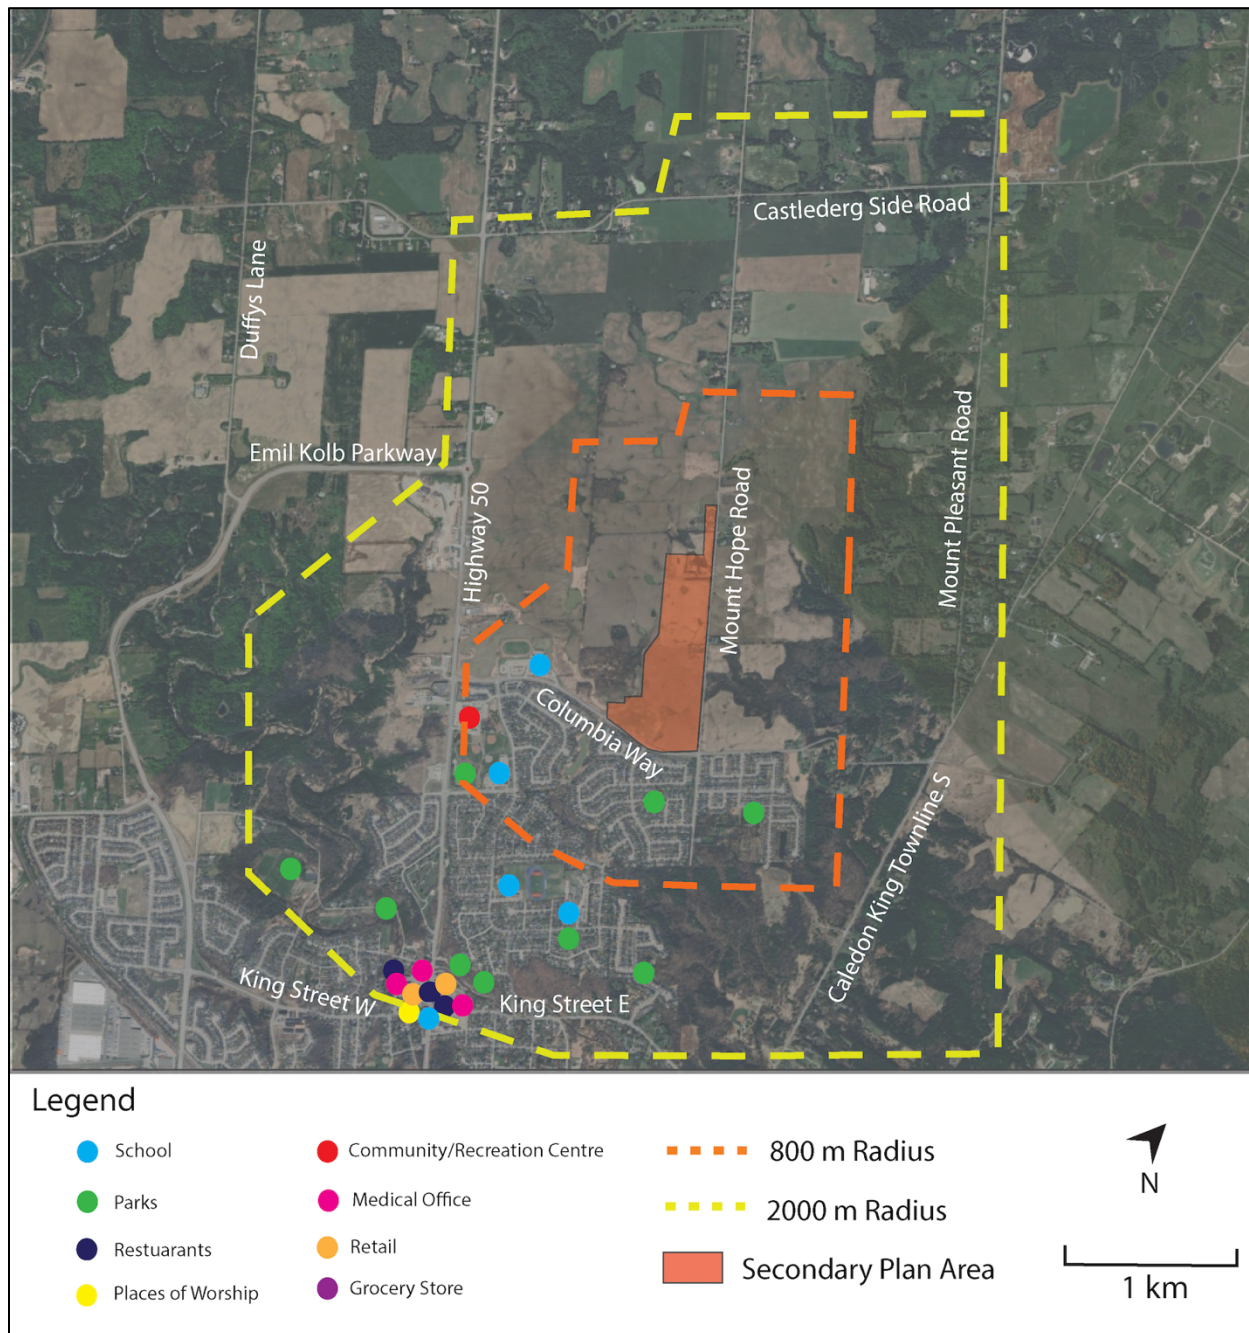 Castlederg Side Road
Duffys Lane
Emil Kolb Parkway
Highway 50
Mount Hope Road
Mount Pleasant Road
Columbia Way
Caledon King Townline S
King Street W
King Street E
Legend
School
Parks
Restuarants
Places of Worship
Community/Recreation Centre
Medical Office
Retail
Grocery Store
800 m Radius
2000 m Radius
Secondary Plan Area
N
1 km